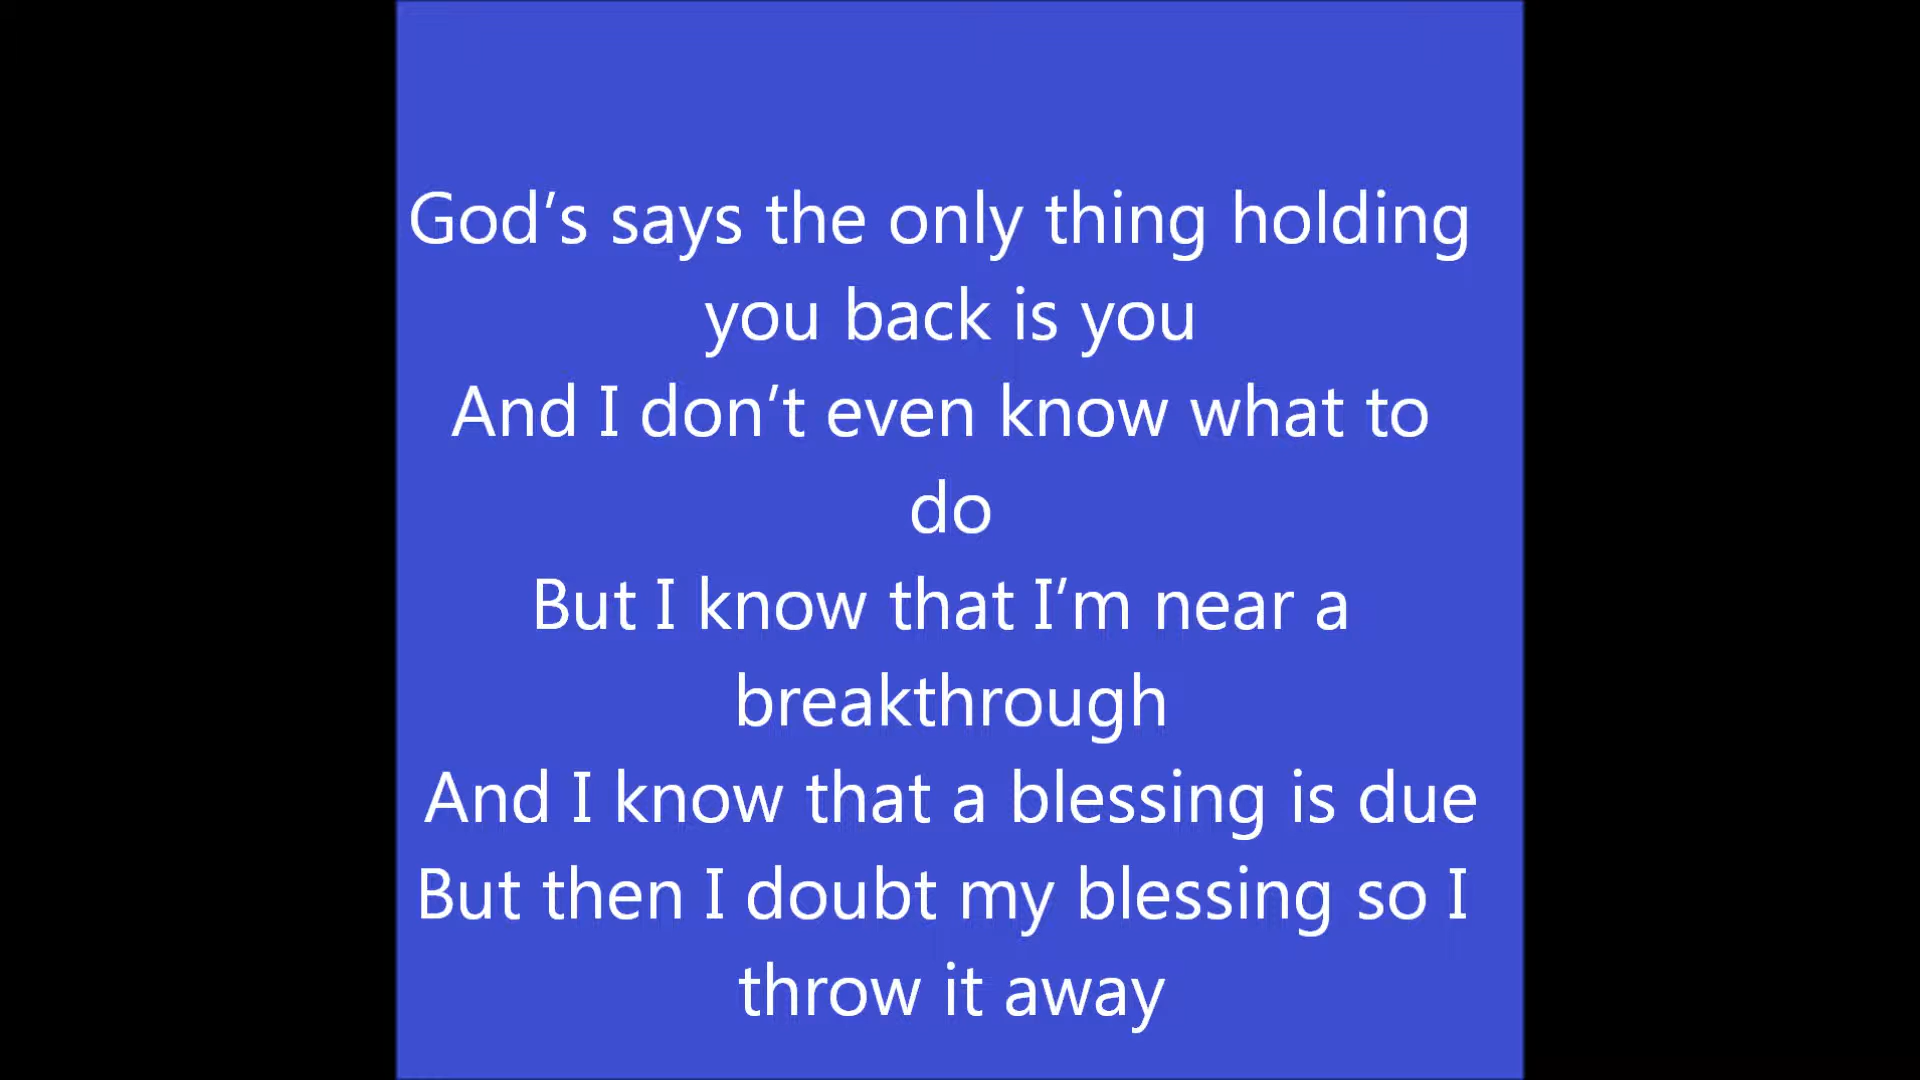 God’s says the only thing holding
you back is you
And I don’t even know what to
do
But I know that I’m near a
breakthrough
And I know that a blessing is due
But then I doubt my blessing so I
throw it away